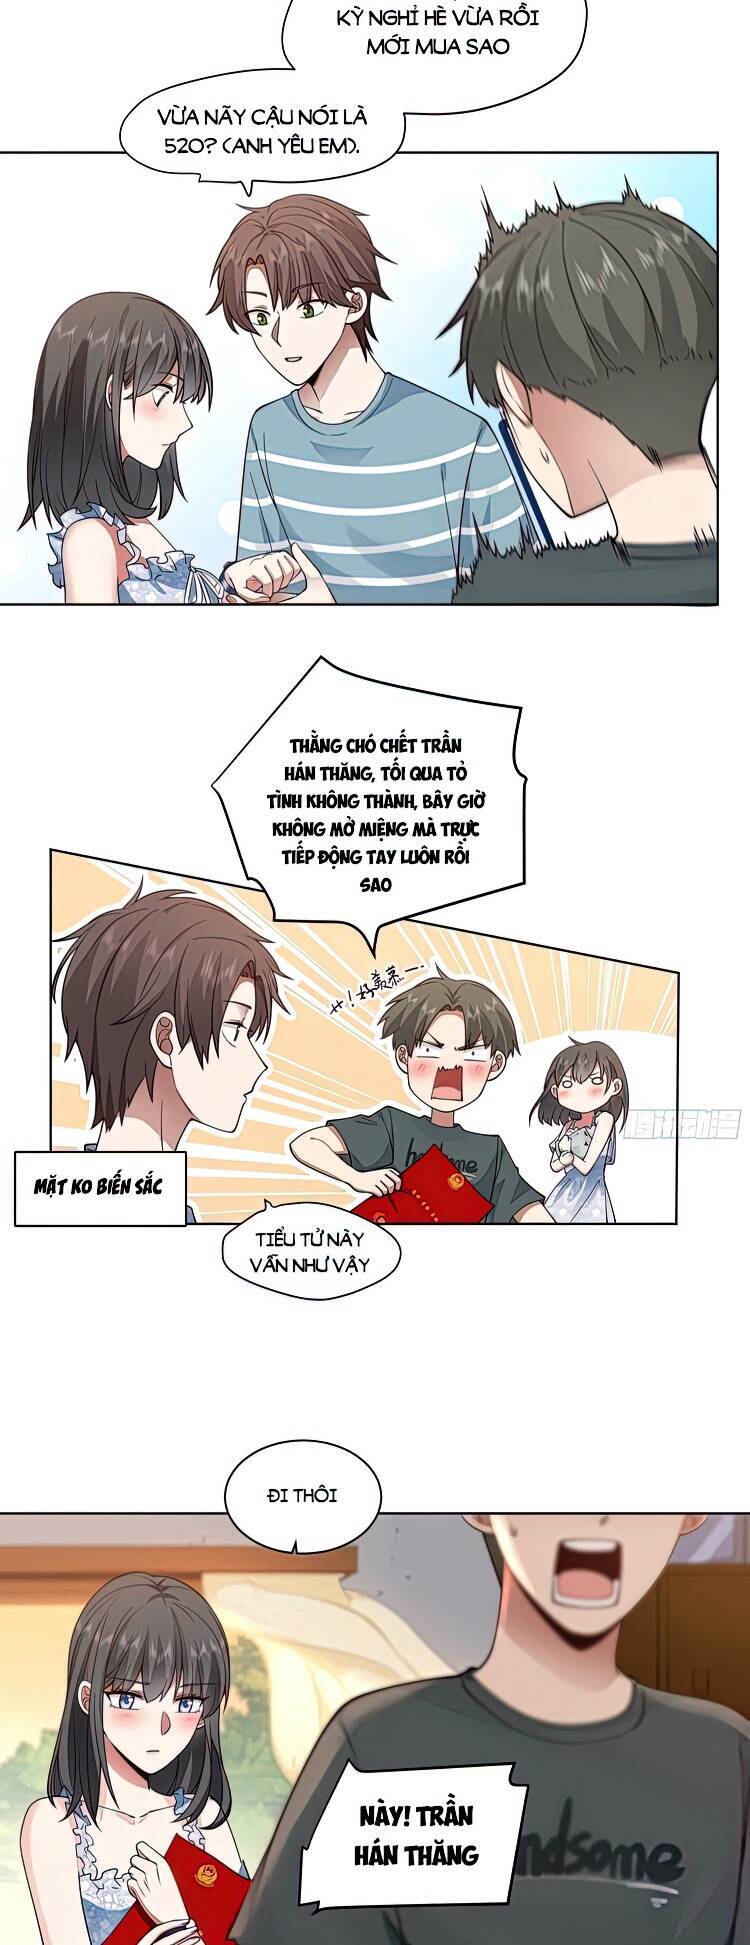 KỲ NGHỈ HÈ VỪA RỒI
MỚI MUA SAO
VỪA NÃY CẬU NÓI LÀ
520? (ANH YÊU EM).
THẰNG CHÓ CHẾT TRẦN
HÁN THĂNG, TỐI QUA TỎ
TÌNH KHÔNG THÀNH, BÂY GIỜ
KHÔNG MỞ MIỆNG MÀ TRỰC
TIẾP ĐỘNG TAY LUÔN RỒI
SAO
好羡慕
MẶT KO BIẾN SẮC
TIỂU TỬ NÀY
VẪN NHƯ VẬY
ĐI THÔI
NÀY! TRẦN
HÁN THĂNG